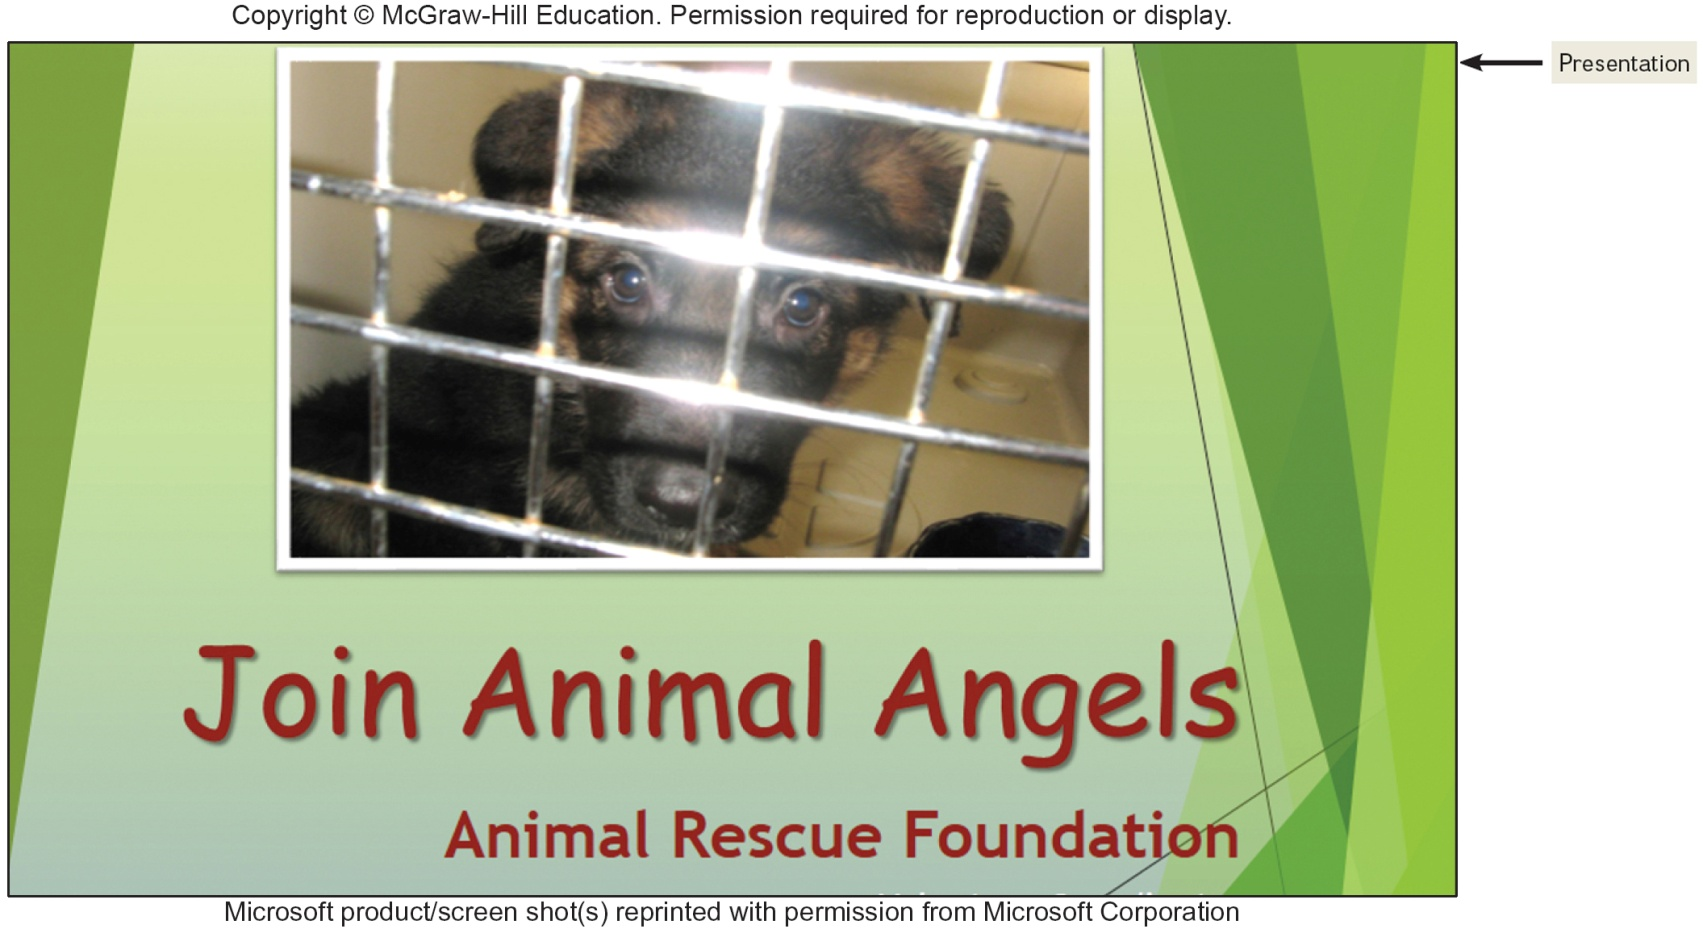 Copyright © McGraw-Hill Education. Permission required for reproduction or display.
Presentation
Join Animal Angels
Animal Rescue Foundation
Microsoft product/screen shot(s) reprinted with permission from Microsoft Corporation